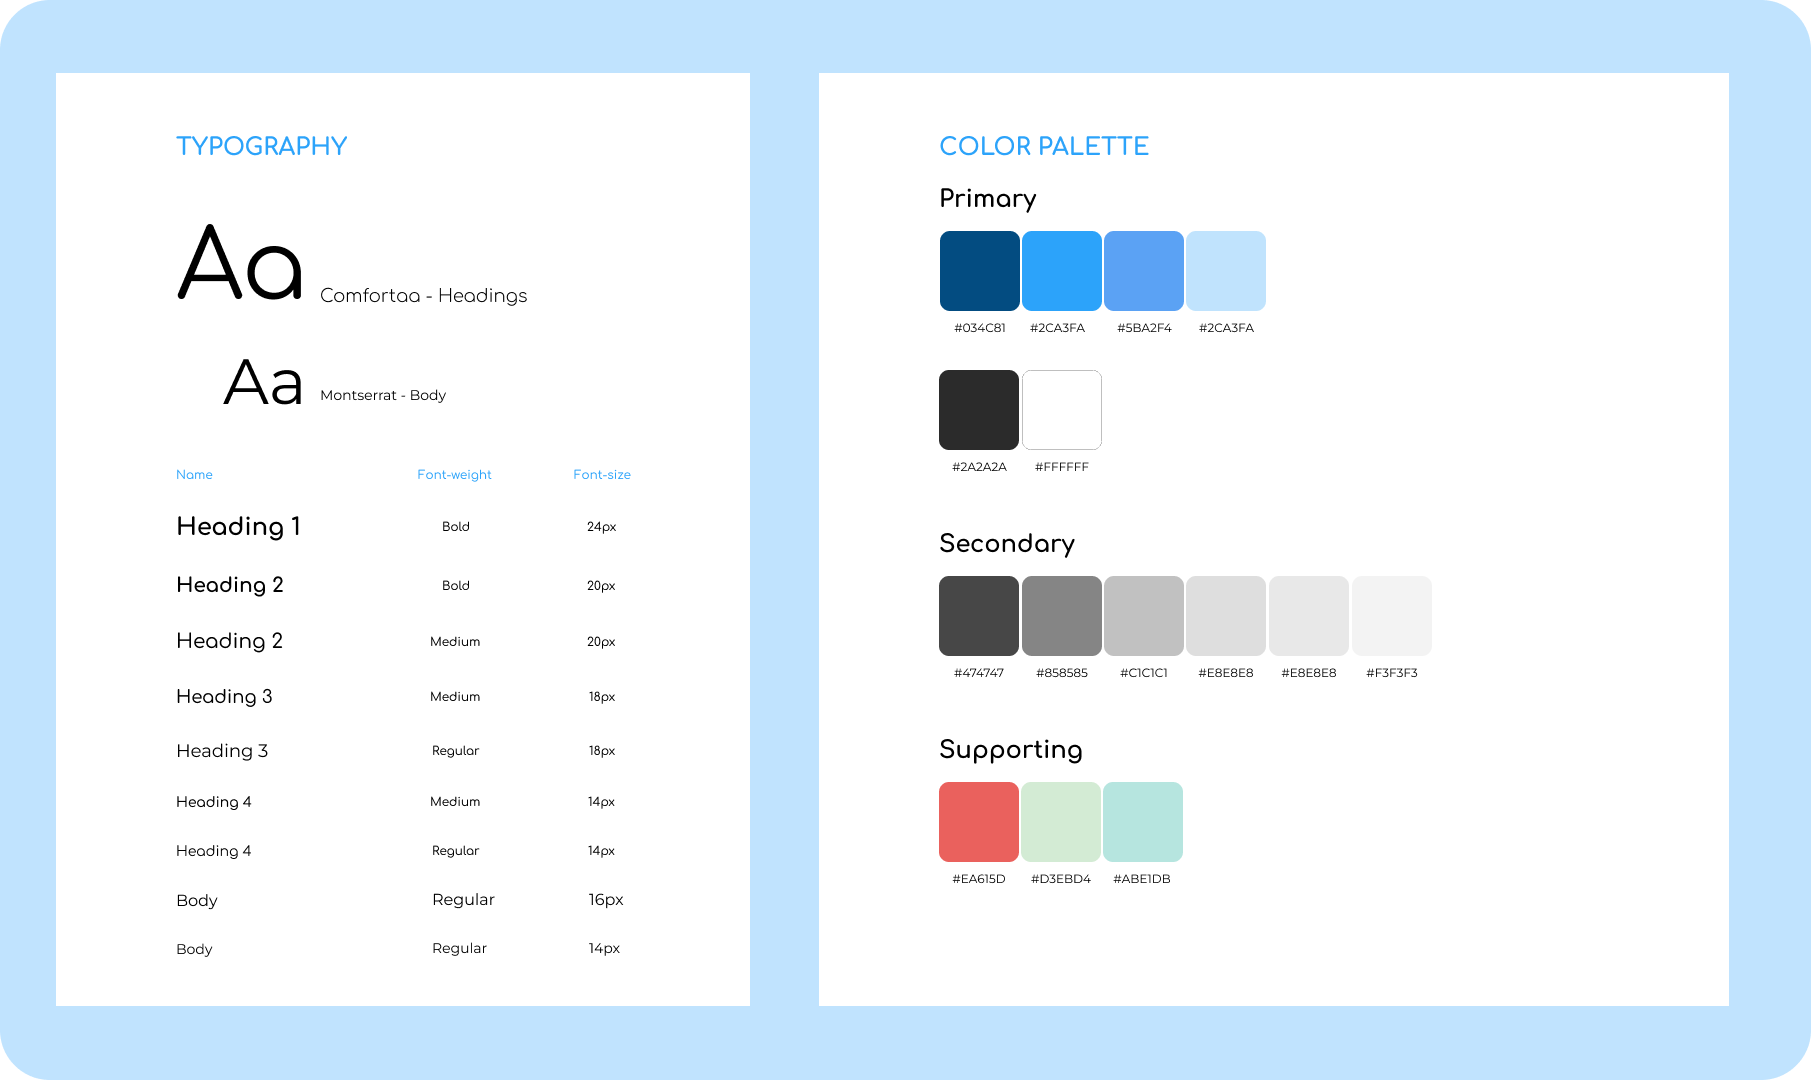 TYPOGRAPHY
Aa Comfortaa - Headings
Aa Montserrat - Body
Name Font-weight Font-size
Heading 1 Bold 24px
Heading 2 Bold 20px
Heading 2 Medium 20px
Heading 3 Medium 18px
Heading 3 Regular 18px
Heading 4 Medium 14px
Heading 4 Regular 14px
Body Regular 16px
Body Regular 14px
COLOR PALETTE
Primary
#034C81 #2CA3FA #5BA2F4 #2CA3FA
#2A2A2A #FFFFFF
Secondary
#474747 #858585 #C1C1C1 #E8E8E8 #E8E8E8 #F3F3F3
Supporting
#EA615D #D3EBD4 #ABE1DB